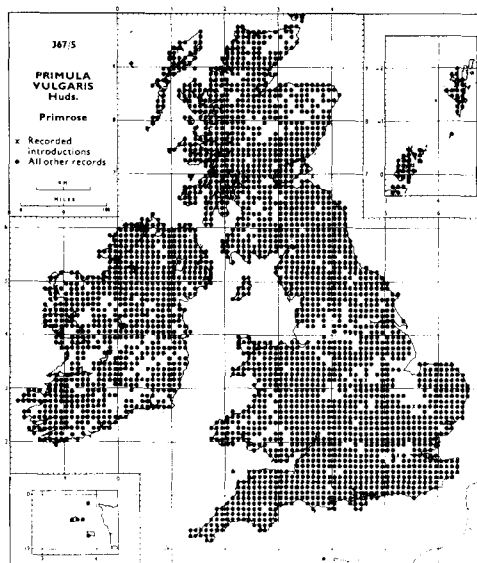 367/5
PRIMULA
VULGARIS
Huds.
Primrose
x Recorded
introductions
• All other records
KM
MILES